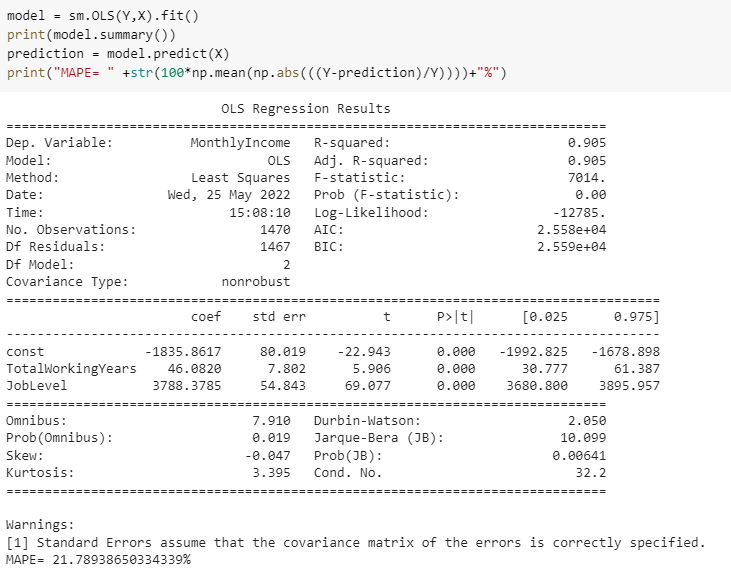 model = sm.OLS(Y,X).fit()
print(model.summary())
prediction = model.predict(X)
print("MAPE= " +str(100*np.mean(np.abs(((Y-prediction)/Y))))+"%")
OLS Regression Results
==============================================================================
Dep. Variable: MonthlyIncome R-squared: 0.905
Model: OLS Adj. R-squared: 0.905
Method: Least Squares F-statistic: 7014.
Date: Wed, 25 May 2022 Prob (F-statistic): 0.00
Time: 15:08:10 Log-Likelihood: -12785.
No. Observations: 1470 AIC: 2.558e+04
Df Residuals: 1467 BIC: 2.559e+04
Df Model: 2
Covariance Type: nonrobust
=====================================================================================
coef std err t P>|t| [0.025 0.975]
-------------------------------------------------------------------------------------
const -1835.8617 80.019 -22.943 0.000 -1992.825 -1678.898
TotalWorkingYears 46.0820 7.802 5.906 0.000 30.777 61.387
JobLevel 3788.3785 54.843 69.077 0.000 3680.800 3895.957
==============================================================================
Omnibus: 7.910 Durbin-Watson: 2.050
Prob(Omnibus): 0.019 Jarque-Bera (JB): 10.099
Skew: -0.047 Prob(JB): 0.00641
Kurtosis: 3.395 Cond. No. 32.2
==============================================================================
Warnings:
[1] Standard Errors assume that the covariance matrix of the errors is correctly specified.
MAPE= 21.78938650334339%